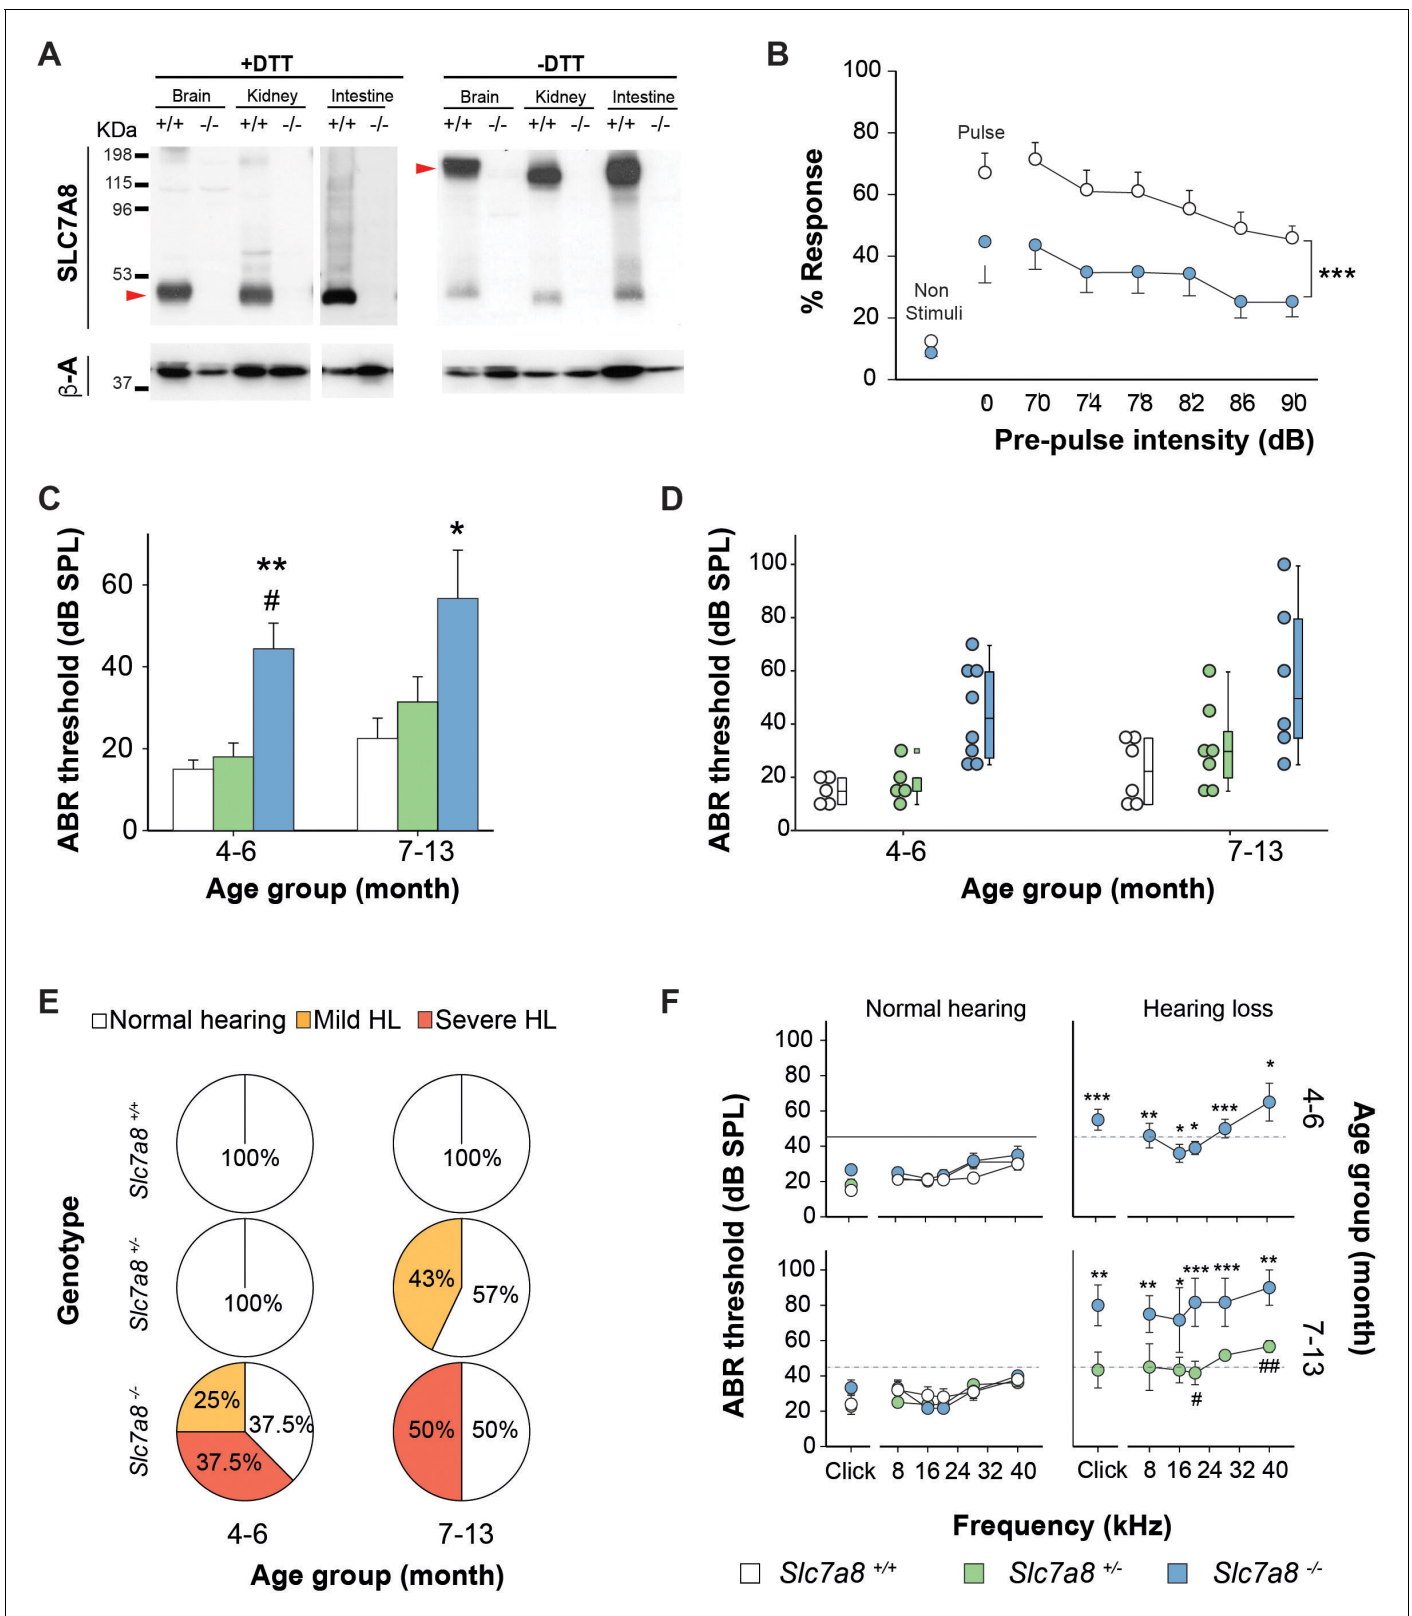 A
+DTT
-DTT
Brain
Kidney
Intestine
Brain
Kidney
Intestine
KDa
+/+ -/- +/+ -/- +/+ -/-
+/+ -/- +/+ -/- +/+ -/-
198
115
96
53
37
SLC7A8
β-A
B
100
80
60
40
20
0
% Response
Pulse
Non
Stimuli
***
0 70 74 78 82 86 90
Pre-pulse intensity (dB)
C
ABR threshold (dB SPL)
60
40
20
0
**
#
*
4-6
7-13
Age group (month)
D
ABR threshold (dB SPL)
100
80
60
40
20
0
4-6
7-13
Age group (month)
E
Normal hearing
Mild HL
Severe HL
Genotype
Slc7a8 +/+
100%
100%
Slc7a8 +/-
100%
43%
57%
Slc7a8 -/-
25%
37.5%
37.5%
50%
50%
4-6
7-13
Age group (month)
F
Normal hearing
Hearing loss
ABR threshold (dB SPL)
100
80
60
40
20
0
***
**
*
*
***
*
4-6
100
80
60
40
20
0
**
**
*
***
***
**
#
##
7-13
Age group (month)
Click 8 16 24 32 40
Click 8 16 24 32 40
Frequency (kHz)
Slc7a8 +/+
Slc7a8 +/-
Slc7a8 -/-